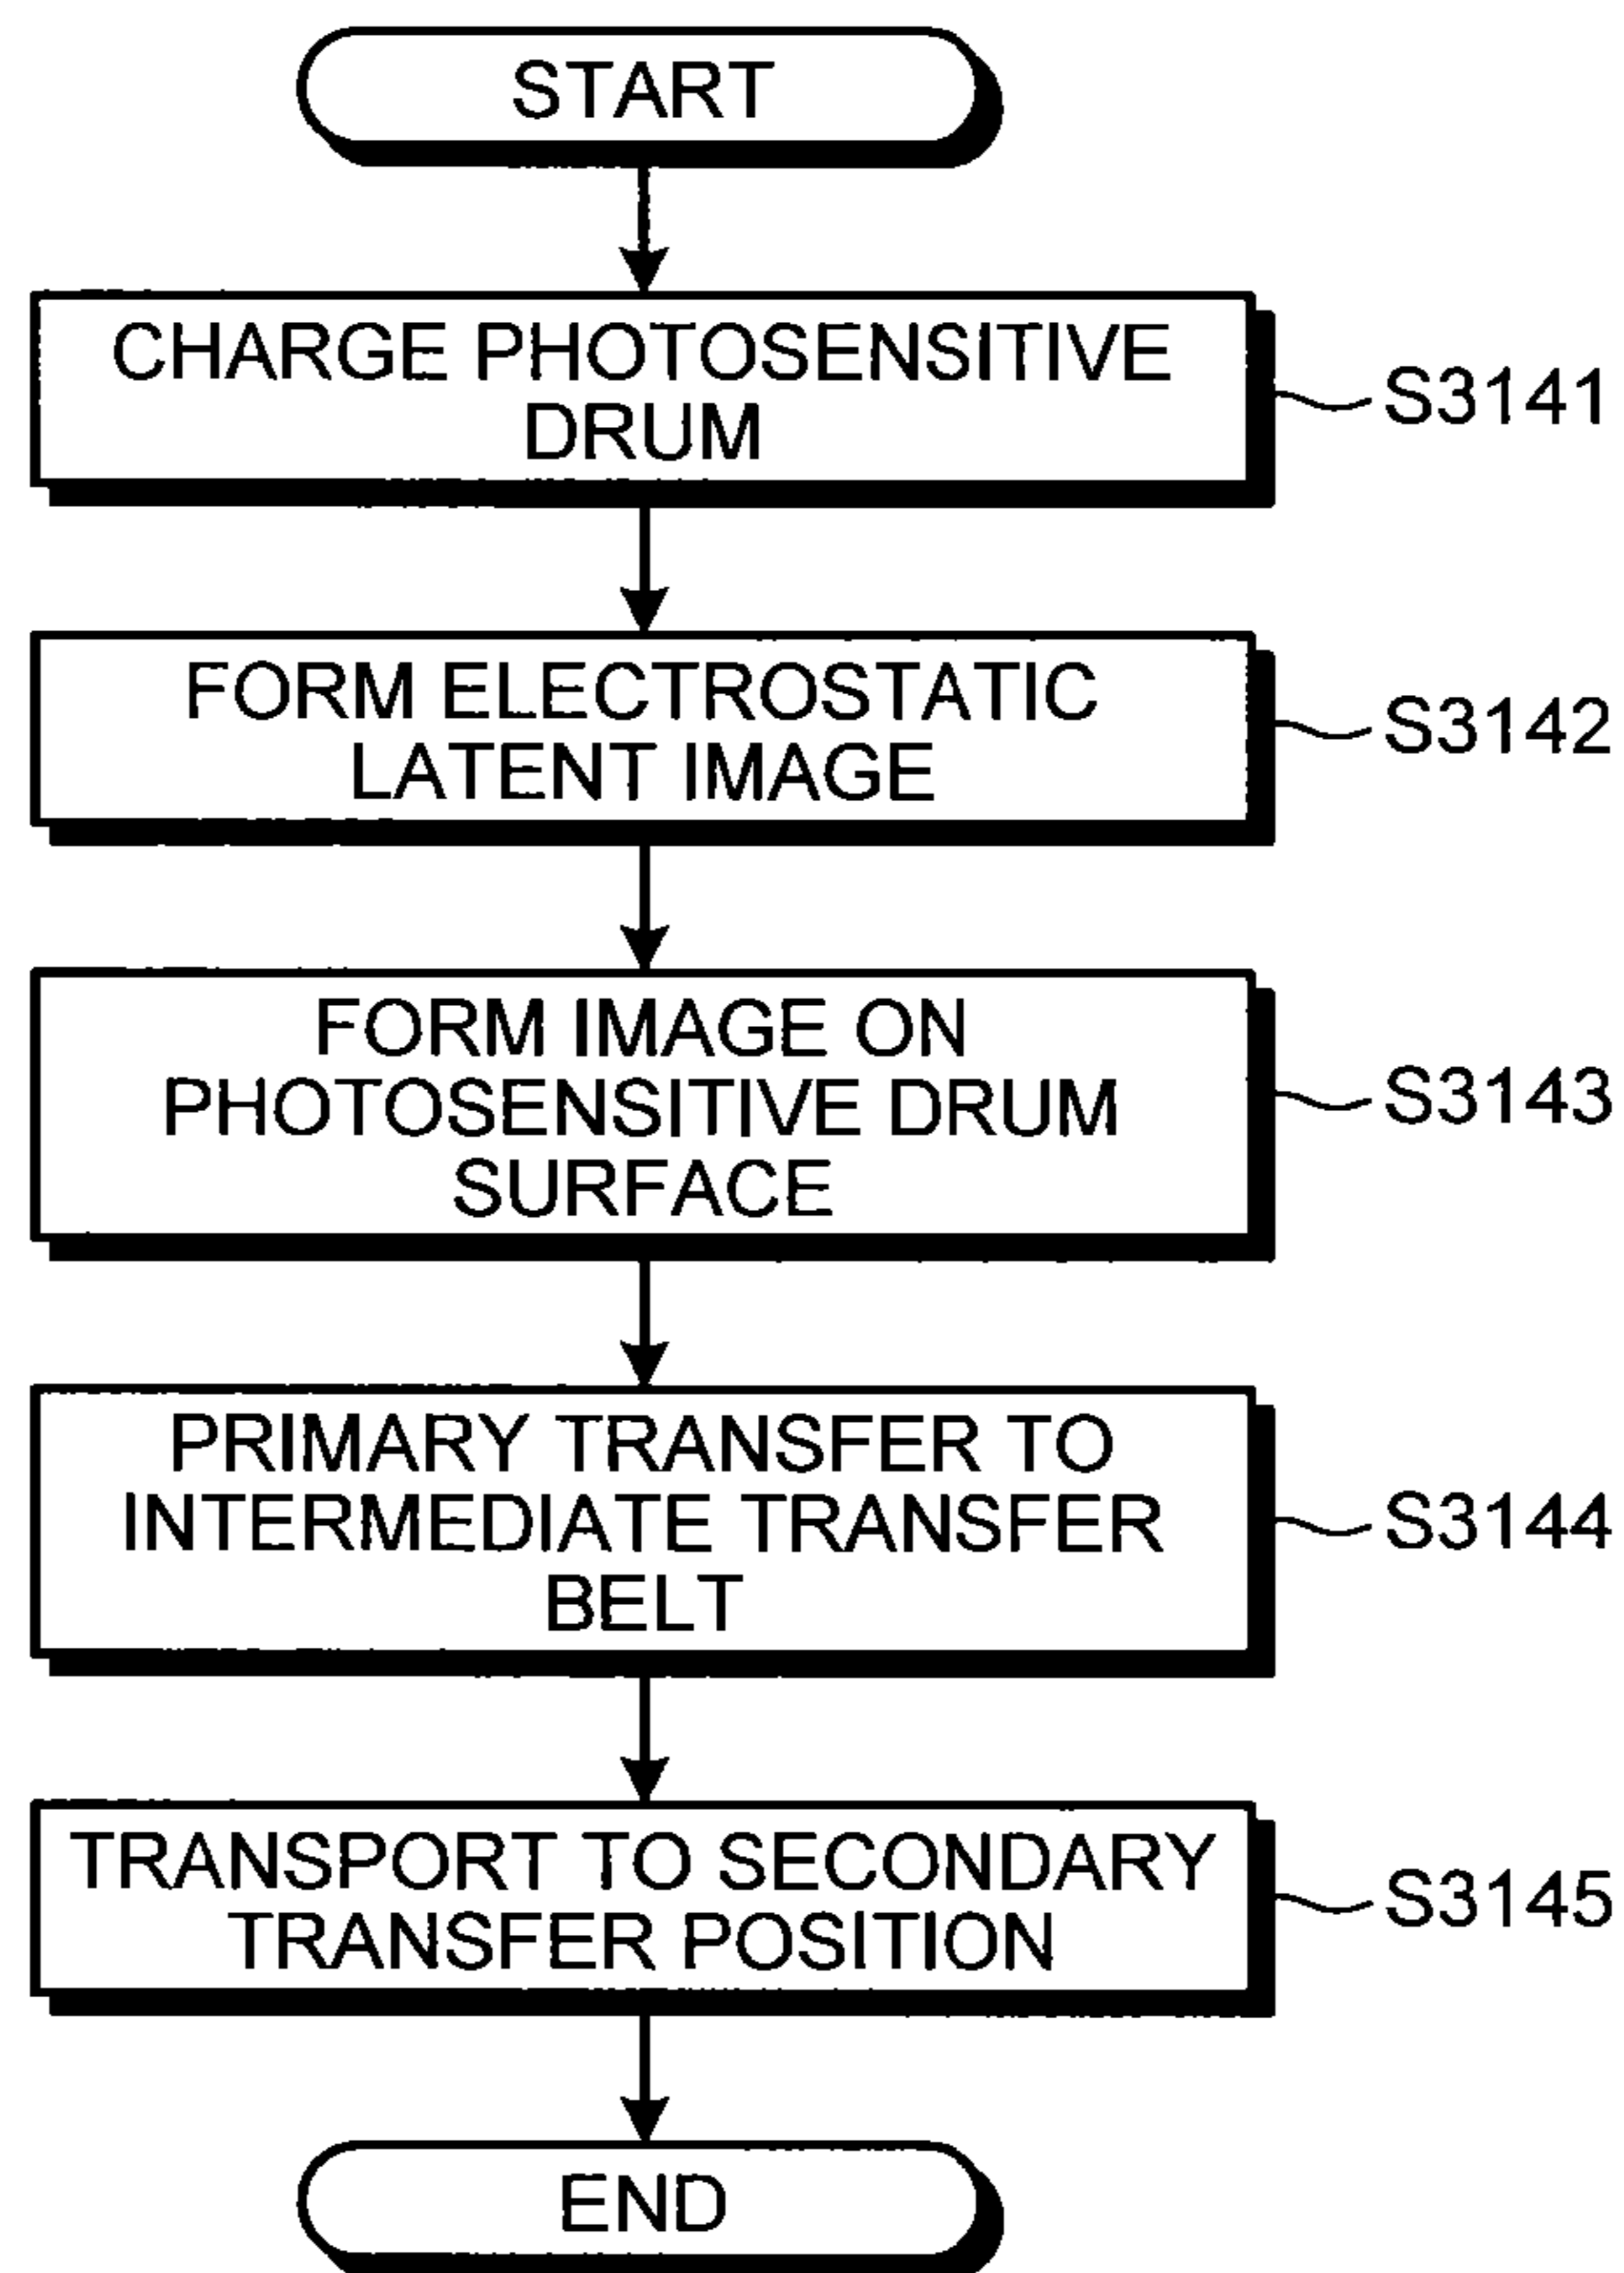 START
CHARGE PHOTOSENSITIVE
DRUM
S3141
FORM ELECTROSTATIC
LATENT IMAGE
S3142
FORM IMAGE ON
PHOTOSENSITIVE DRUM
SURFACE
S3143
PRIMARY TRANSFER TO
INTERMEDIATE TRANSFER
BELT
S3144
TRANSPORT TO SECONDARY
TRANSFER POSITION
S3145
END